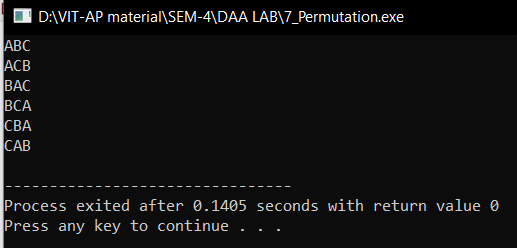 D:\VIT-AP material\SEM-4\DAA LAB\7_Permutation.exe
ABC
ACB
BAC
BCA
CBA
CAB
--------------------------------
Process exited after 0.1405 seconds with return value 0
Press any key to continue . . .